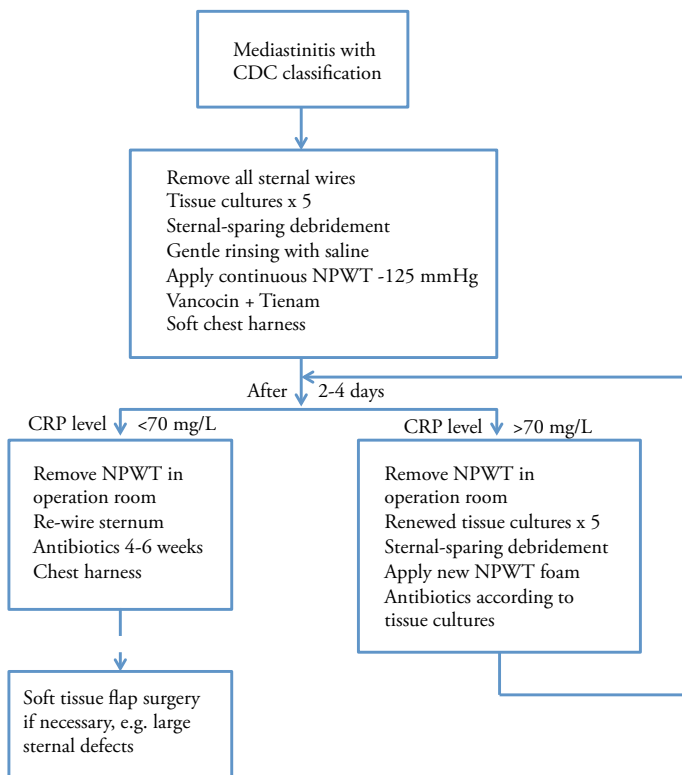 Mediastinitis with
CDC classification
Remove all sternal wires
Tissue cultures x 5
Sternal-sparing debridement
Gentle rinsing with saline
Apply continuous NPWT -125 mmHg
Vancocin + Tienam
Soft chest harness
After 2-4 days
CRP level <70 mg/L
Remove NPWT in
operation room
Re-wire sternum
Antibiotics 4-6 weeks
Chest harness
CRP level >70 mg/L
Remove NPWT in
operation room
Renewed tissue cultures x 5
Sternal-sparing debridement
Apply new NPWT foam
Antibiotics according to
tissue cultures
Soft tissue flap surgery
if necessary, e.g. large
sternal defects